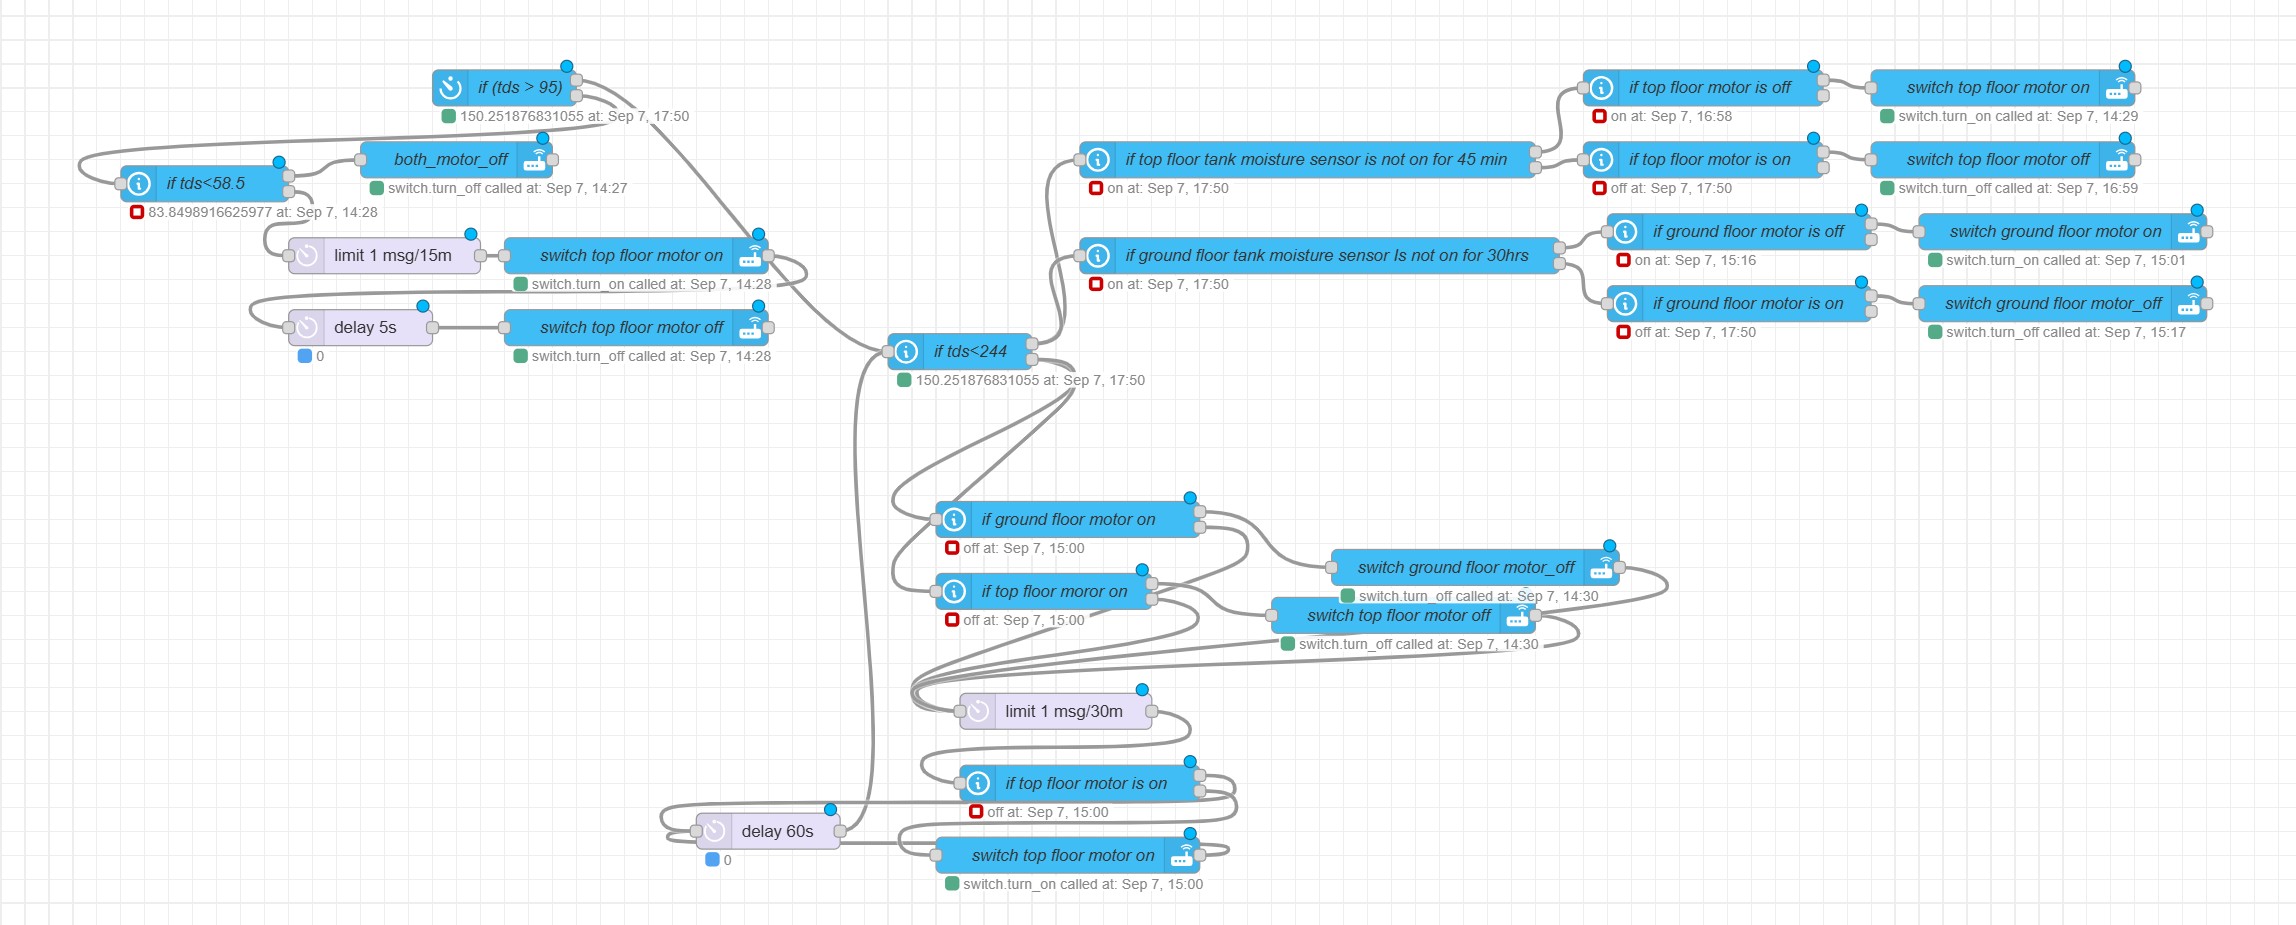 if (tds > 95)
150.251876831055 at: Sep 7, 17:50
if tds<58.5
83.8498916625977 at: Sep 7, 14:28
both_motor_off
switch.turn_off called at: Sep 7, 14:27
limit 1 msg/15m
switch top floor motor on
switch.turn_on called at: Sep 7, 14:28
delay 5s
0
switch top floor motor off
switch.turn_off called at: Sep 7, 14:28
if tds<244
150.251876831055 at: Sep 7, 17:50
if top floor tank moisture sensor is not on for 45 min
on at: Sep 7, 17:50
if top floor motor is off
on at: Sep 7, 16:58
switch top floor motor on
switch.turn_on called at: Sep 7, 14:29
if top floor motor is on
off at: Sep 7, 17:50
switch top floor motor off
switch.turn_off called at: Sep 7, 16:59
if ground floor tank moisture sensor Is not on for 30hrs
on at: Sep 7, 17:50
if ground floor motor is off
on at: Sep 7, 15:16
switch ground floor motor on
switch.turn_on called at: Sep 7, 15:01
if ground floor motor is on
off at: Sep 7, 17:50
switch ground floor motor_off
switch.turn_off called at: Sep 7, 15:17
if ground floor motor on
off at: Sep 7, 15:00
if top floor moror on
off at: Sep 7, 15:00
switch ground floor motor_off
switch.turn_off called at: Sep 7, 14:30
switch top floor motor off
switch.turn_off called at: Sep 7, 14:30
limit 1 msg/30m
if top floor motor is on
off at: Sep 7, 15:00
delay 60s
0
switch top floor motor on
switch.turn_on called at: Sep 7, 15:00